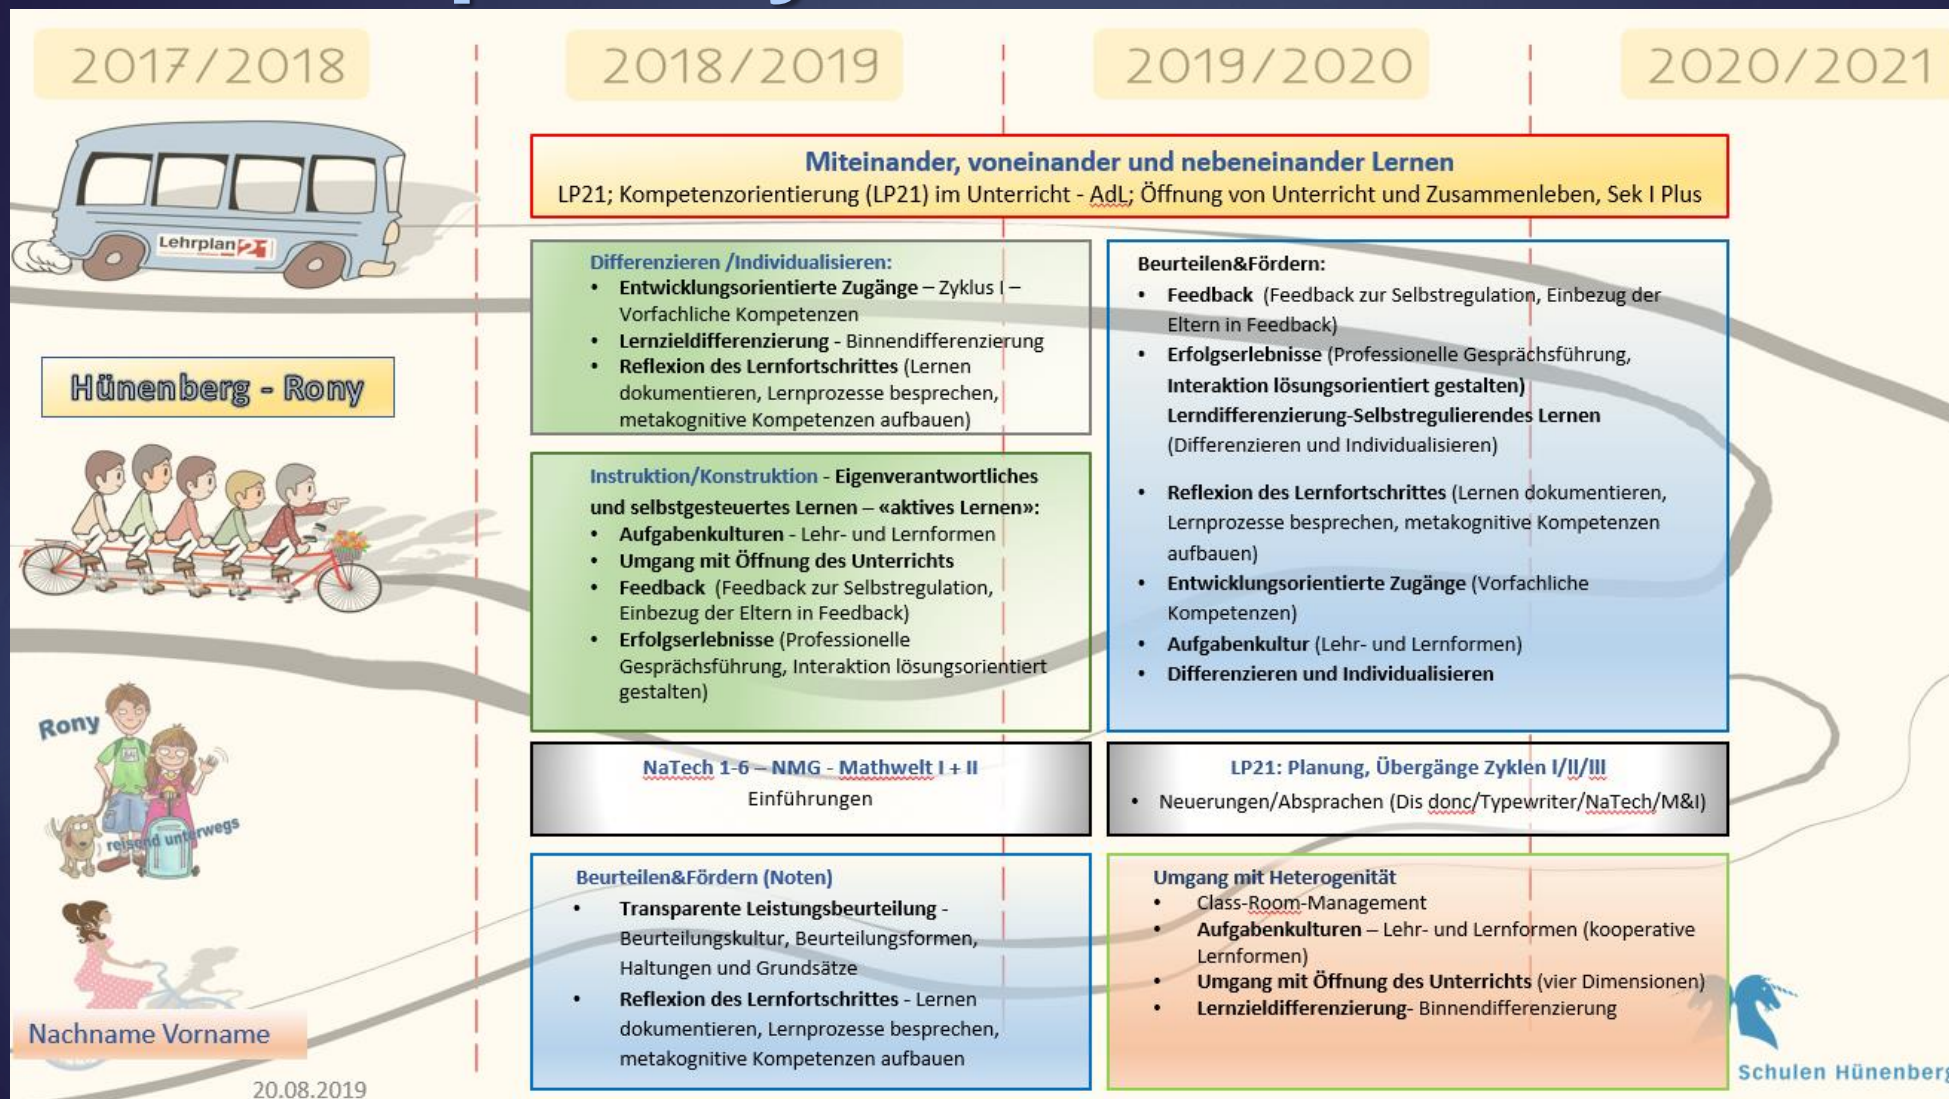 2017/2018
2018/2019
2019/2020
2020/2021
Miteinander, voneinander und nebeneinander Lernen
LP21; Kompetenzorientierung (LP21) im Unterricht - AdL; Öffnung von Unterricht und Zusammenleben, Sek I Plus
Lehrplan 21
Hünenberg - Rony
Rony
reisend unterwegs
Nachname Vorname
20.08.2019
Differenzieren /Individualisieren:
• Entwicklungsorientierte Zugänge – Zyklus I –
Vorfachliche Kompetenzen
• Lernzieldifferenzierung - Binnendifferenzierung
• Reflexion des Lernfortschrittes (Lernen
dokumentieren, Lernprozesse besprechen,
metakognitive Kompetenzen aufbauen)
Instruktion/Konstruktion - Eigenverantwortliches
und selbstgesteuertes Lernen – «aktives Lernen»:
• Aufgabenkulturen - Lehr- und Lernformen
• Umgang mit Öffnung des Unterrichts
• Feedback (Feedback zur Selbstregulation,
Einbezug der Eltern in Feedback)
• Erfolgserlebnisse (Professionelle
Gesprächsführung, Interaktion lösungsorientiert
gestalten)
NaTech 1-6 – NMG - Mathwelt I + II
Einführungen
Beurteilen&Fördern (Noten)
• Transparente Leistungsbeurteilung -
Beurteilungskultur, Beurteilungsformen,
Haltungen und Grundsätze
• Reflexion des Lernfortschrittes - Lernen
dokumentieren, Lernprozesse besprechen,
metakognitive Kompetenzen aufbauen
Beurteilen&Fördern:
• Feedback (Feedback zur Selbstregulation, Einbezug der
Eltern in Feedback)
• Erfolgserlebnisse (Professionelle Gesprächsführung,
Interaktion lösungsorientiert gestalten)
Lerndifferenzierung-Selbstregulierendes Lernen
(Differenzieren und Individualisieren)
• Reflexion des Lernfortschrittes (Lernen dokumentieren,
Lernprozesse besprechen, metakognitive Kompetenzen
aufbauen)
• Entwicklungsorientierte Zugänge (Vorfachliche
Kompetenzen)
• Aufgabenkultur (Lehr- und Lernformen)
• Differenzieren und Individualisieren
LP21: Planung, Übergänge Zyklen I/II/III
• Neuerungen/Absprachen (Dis donc/Typewriter/NaTech/M&I)
Umgang mit Heterogenität
• Class-Room-Management
• Aufgabenkulturen – Lehr- und Lernformen (kooperative
Lernformen)
• Umgang mit Öffnung des Unterrichts (vier Dimensionen)
• Lernzieldifferenzierung- Binnendifferenzierung
Schulen Hünenberg